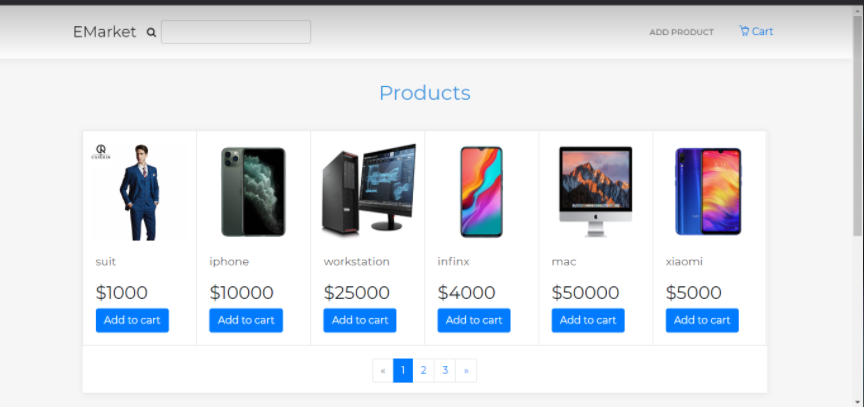 EMarket
ADD PRODUCT
Cart
Products
suit
iphone
workstation
infinx
mac
xiaomi
$1000
$10000
$25000
$4000
$50000
$5000
Add to cart
Add to cart
Add to cart
Add to cart
Add to cart
Add to cart
« 1 2 3 »